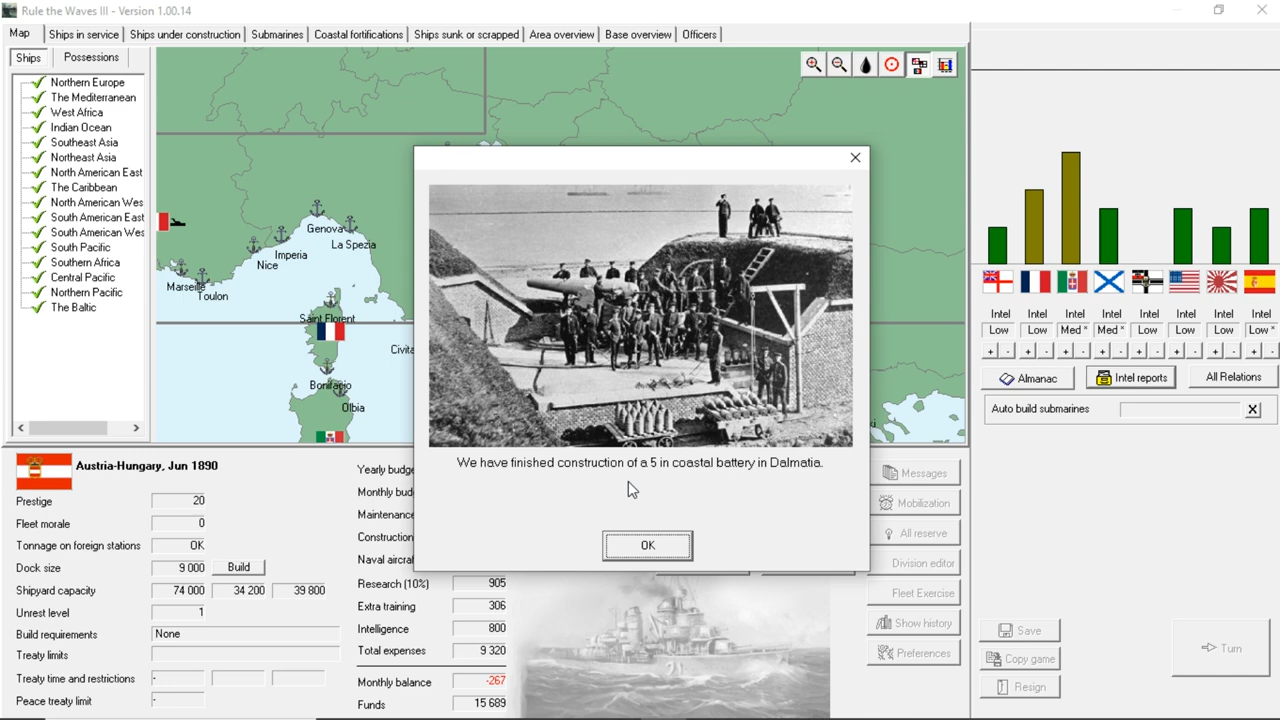 Rule the Waves III - Version 1.00.14
Map
Ships in service
Ships under construction
Submarines
Coastal fortifications
Ships sunk or scrapped
Area overview
Base overview
Officers
Ships
Possessions
Northern Europe
The Mediterranean
West Africa
Indian Ocean
Southeast Asia
Northeast Asia
North American East
The Caribbean
North American Wes
South American East
South American Wes
South Pacific
Southern Africa
Central Pacific
Northern Pacific
The Baltic
Genova
La Spezia
Imperia
Nice
Marseille
Toulon
Saint Florent
Civita
Bonifacio
Olbia
We have finished construction of a 5 in coastal battery in Dalmatia.
OK
Intel Intel Intel Intel Intel Intel Intel Intel
Low Low Med * Med * Low Low Low Low *
+ - + - + - + - + - + - + - + -
Almanac
Intel reports
All Relations
Auto build submarines
X
Austria-Hungary, Jun 1890
Prestige 20
Fleet morale 0
Tonnage on foreign stations OK
Dock size 9 000 Build
Shipyard capacity 74 000 34 200 39 800
Unrest level 1
Build requirements None
Treaty limits
Treaty time and restrictions -
Peace treaty limit -
Yearly budge
Monthly bud
Maintenance
Construction
Naval aircraf
Research (10%) 905
Extra training 306
Intelligence 800
Total expenses 9 320
Monthly balance -267
Funds 15 689
Messages
Mobilization
All reserve
Division editor
Fleet Exercise
Show history
Preferences
Save
Copy game
Resign
Turn